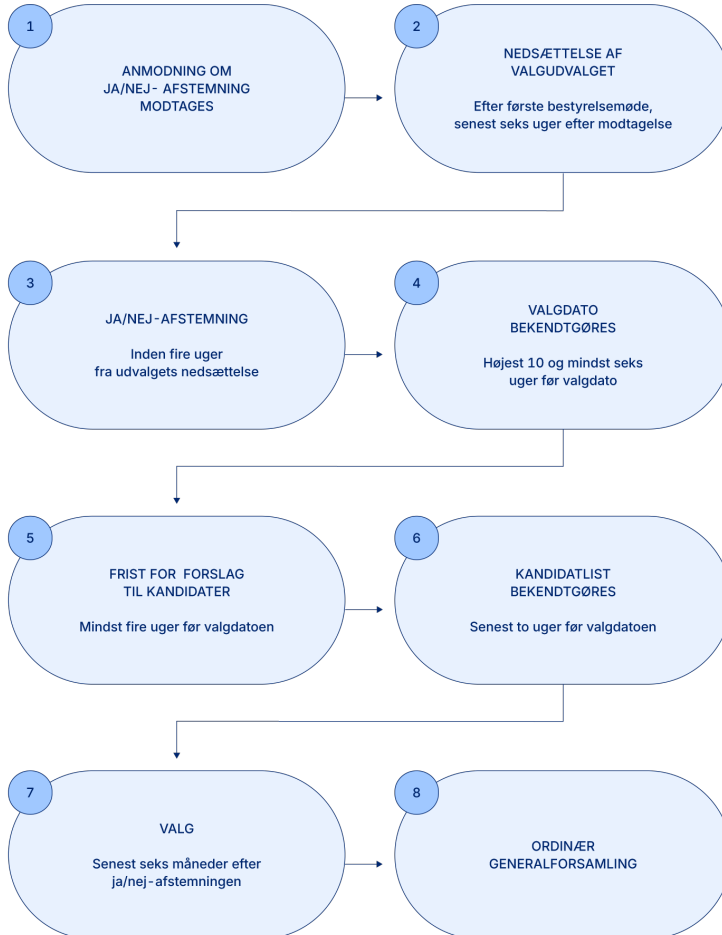 1
ANMODNING OM
JA/NEJ- AFSTEMNING
MODTAGES
2
NEDSÆTTELSE AF
VALGUDVALGET
Efter første bestyrelsemøde,
senest seks uger efter modtagelse
3
JA/NEJ-AFSTEMNING
Inden fire uger
fra udvalgets nedsættelse
4
VALGDATO
BEKENDTGØRES
Højest 10 og mindst seks
uger før valgdato
5
FRIST FOR FORSLAG
TIL KANDIDATER
Mindst fire uger før valgdatoen
6
KANDIDATLIST
BEKENDTGØRES
Senest to uger før valgdatoen
7
VALG
Senest seks måneder efter
ja/nej-afstemningen
8
ORDINÆR
GENERALFORSAMLING